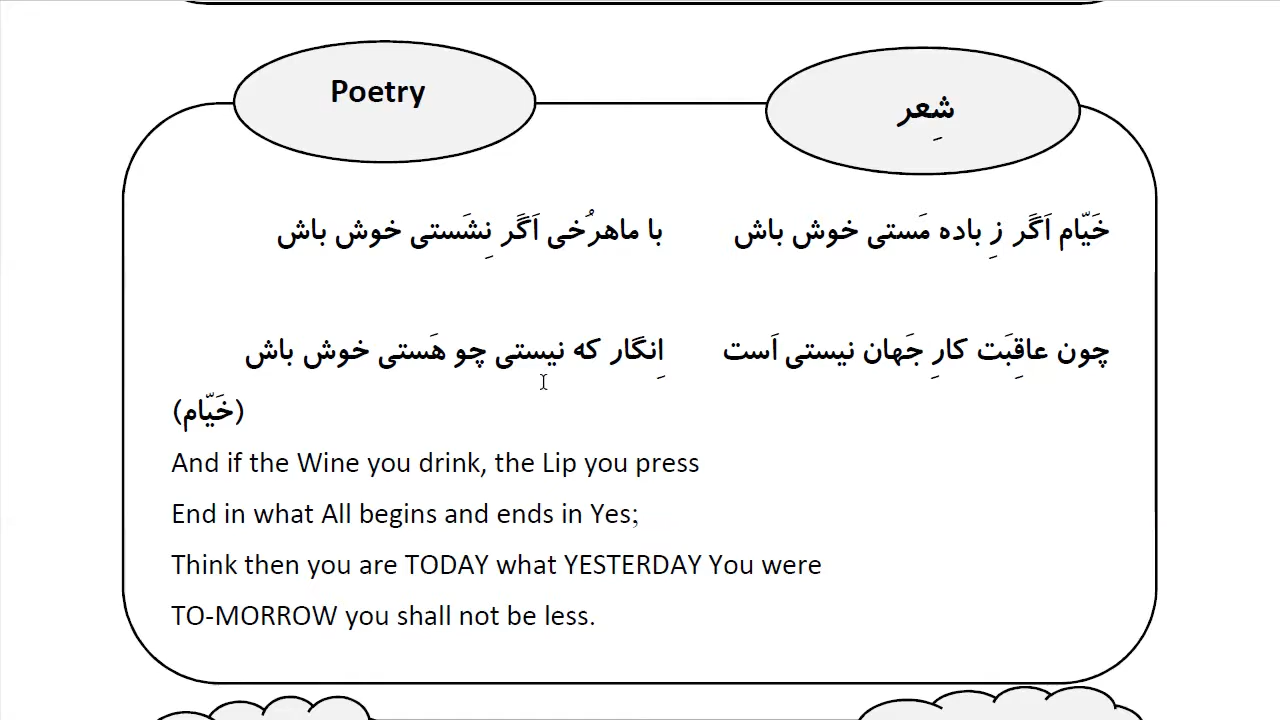 Poetry
شِعر
خَیّام اَگَر زِ باده مَستی خوش باش
با ماهرُخی اَگَر نِشَستی خوش باش
چون عاقِبَت کارِ جَهان نیستی اَست
اِنگار که نیستی چو هَستی خوش باش
(خَیّام)
And if the Wine you drink, the Lip you press
End in what All begins and ends in Yes;
Think then you are TODAY what YESTERDAY You were
TO-MORROW you shall not be less.